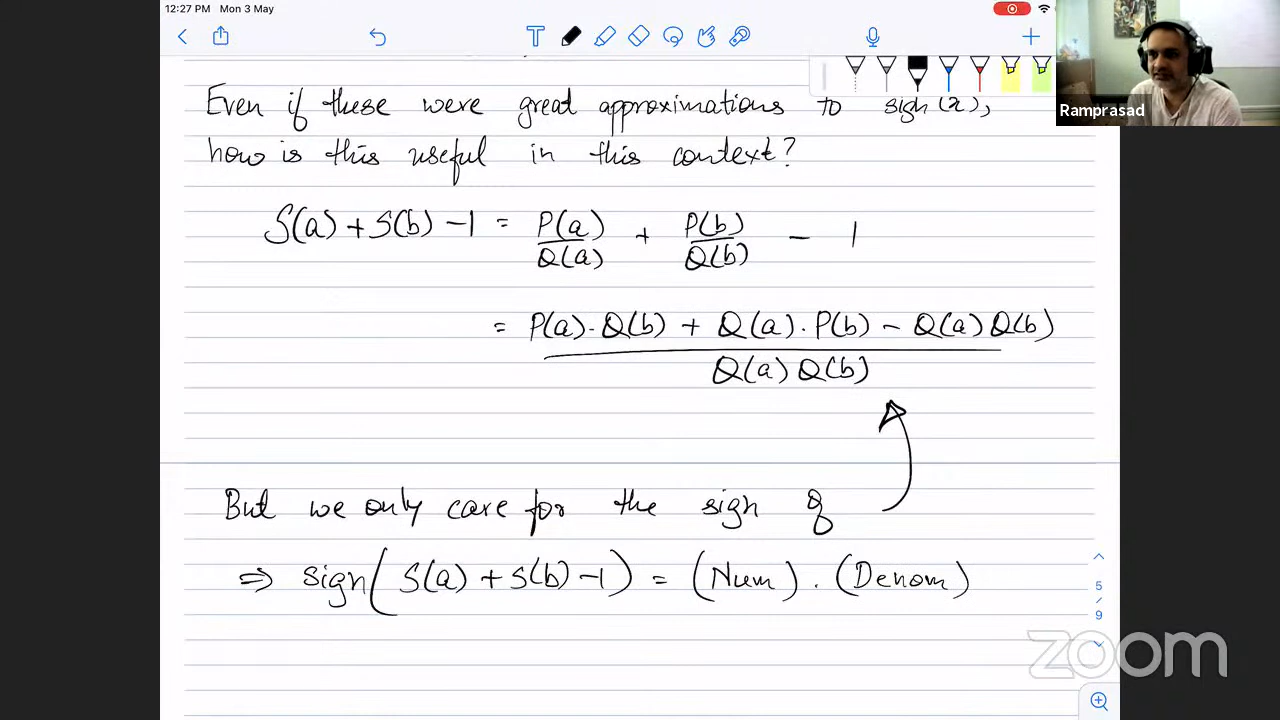 12:27 PM Mon 3 May
Ramprasad
Even if these were great approximations to sign(x),
how is this useful in this context?
S(a) + S(b) - 1 = P(a)/Q(a) + P(b)/Q(b) - 1
= P(a)·Q(b) + Q(a)·P(b) - Q(a)Q(b)
Q(a)Q(b)
But we only care for the sign of
⇒ sign(S(a) + S(b) - 1) = (Num) . (Denom)
5
/
9
zoom